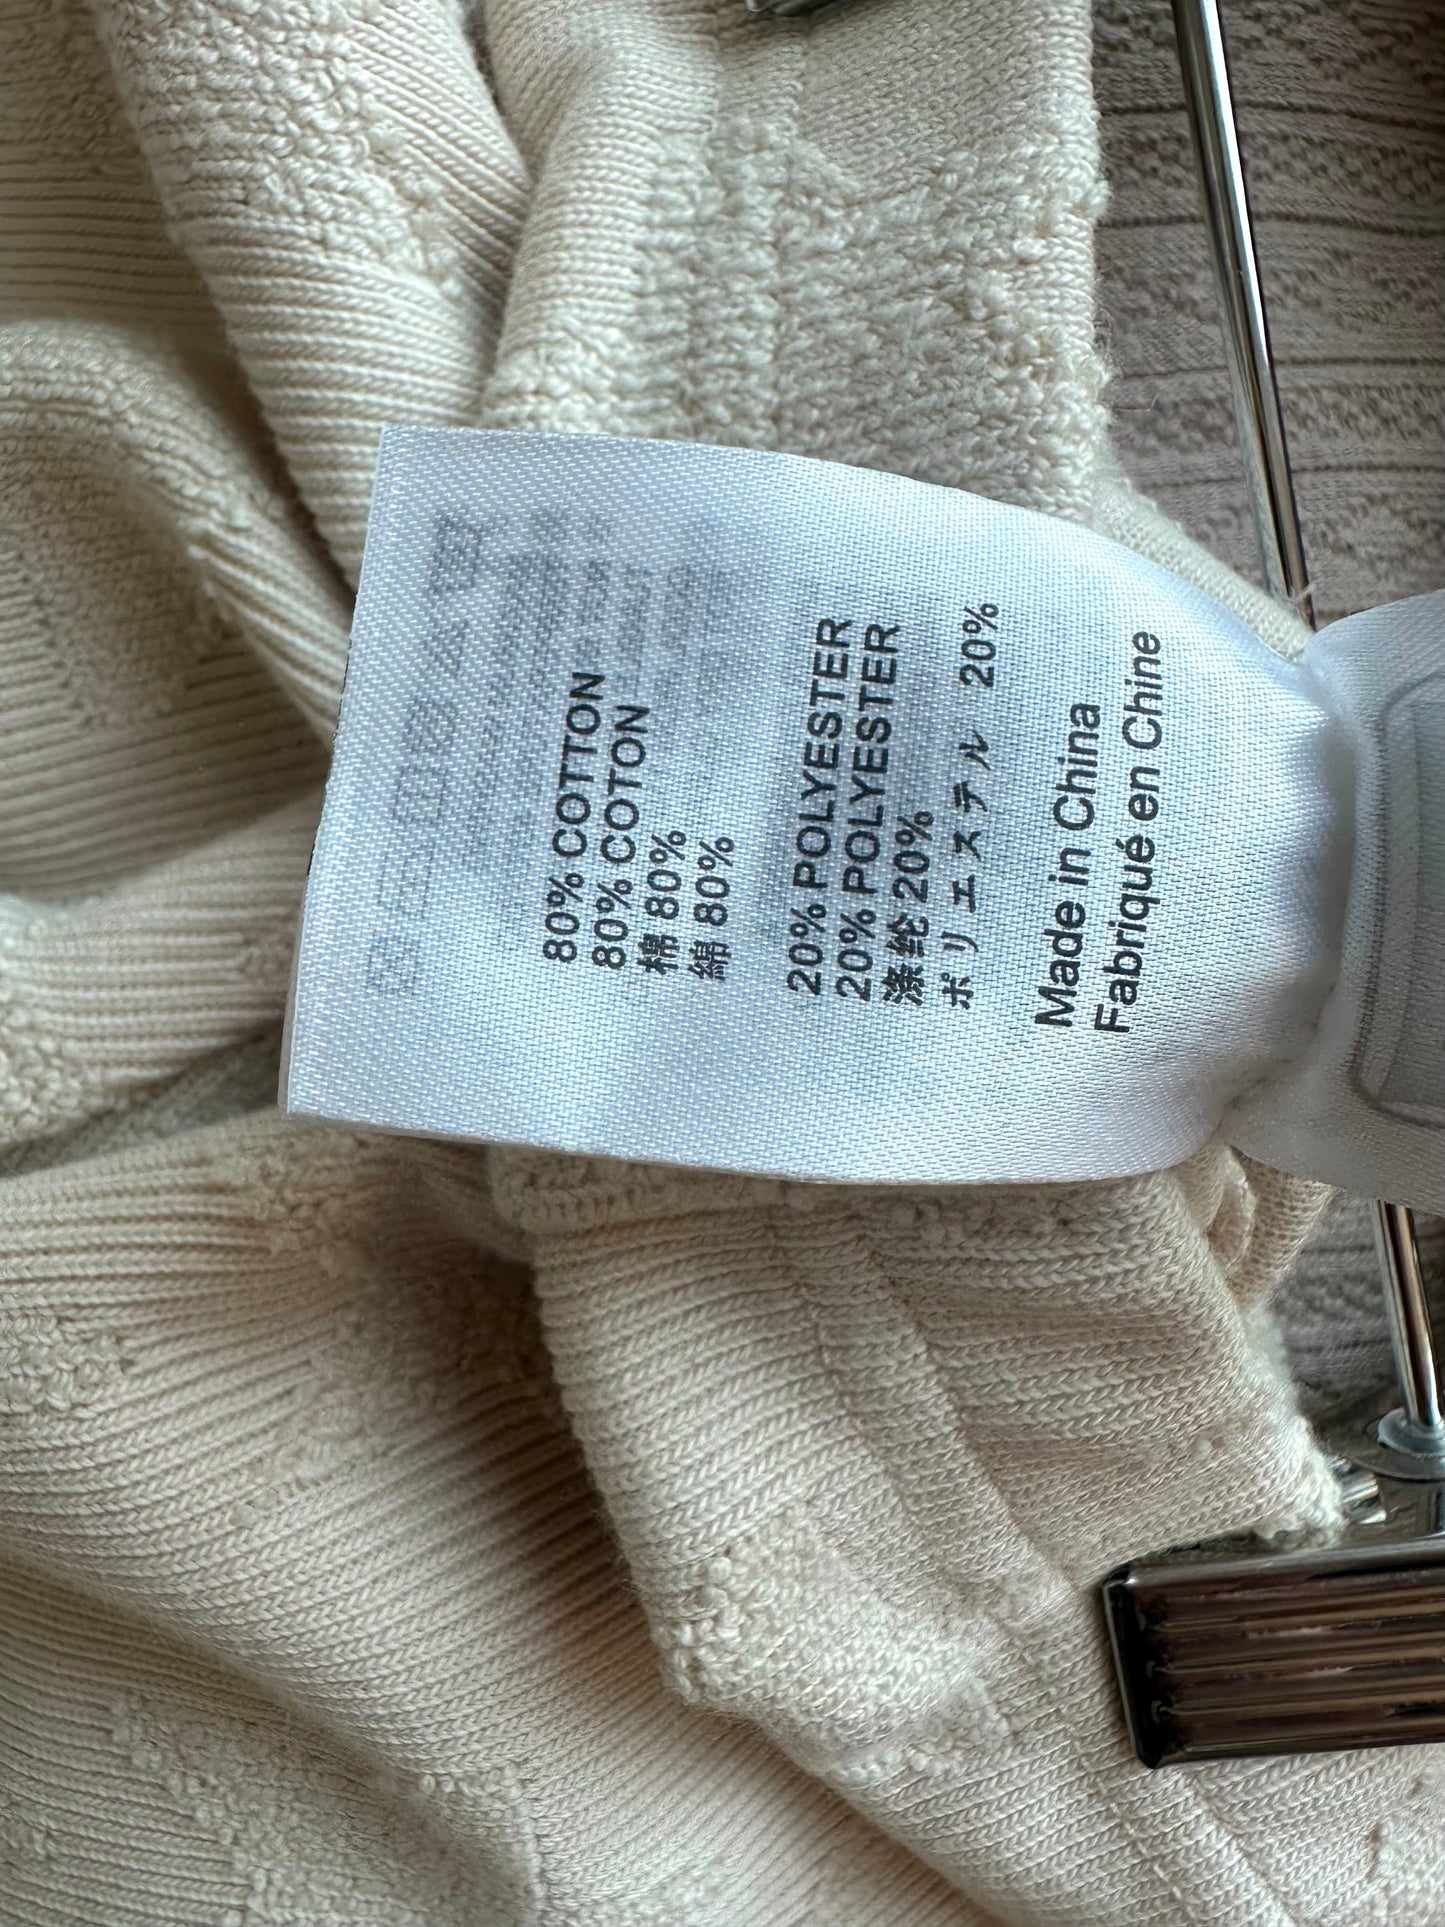 80% COTTON
80% COTON
棉 80%
綿 80%
20% POLYESTER
20% POLYESTER
涤纶 20%
ポリエステル 20%
Made in China
Fabriqué en Chine